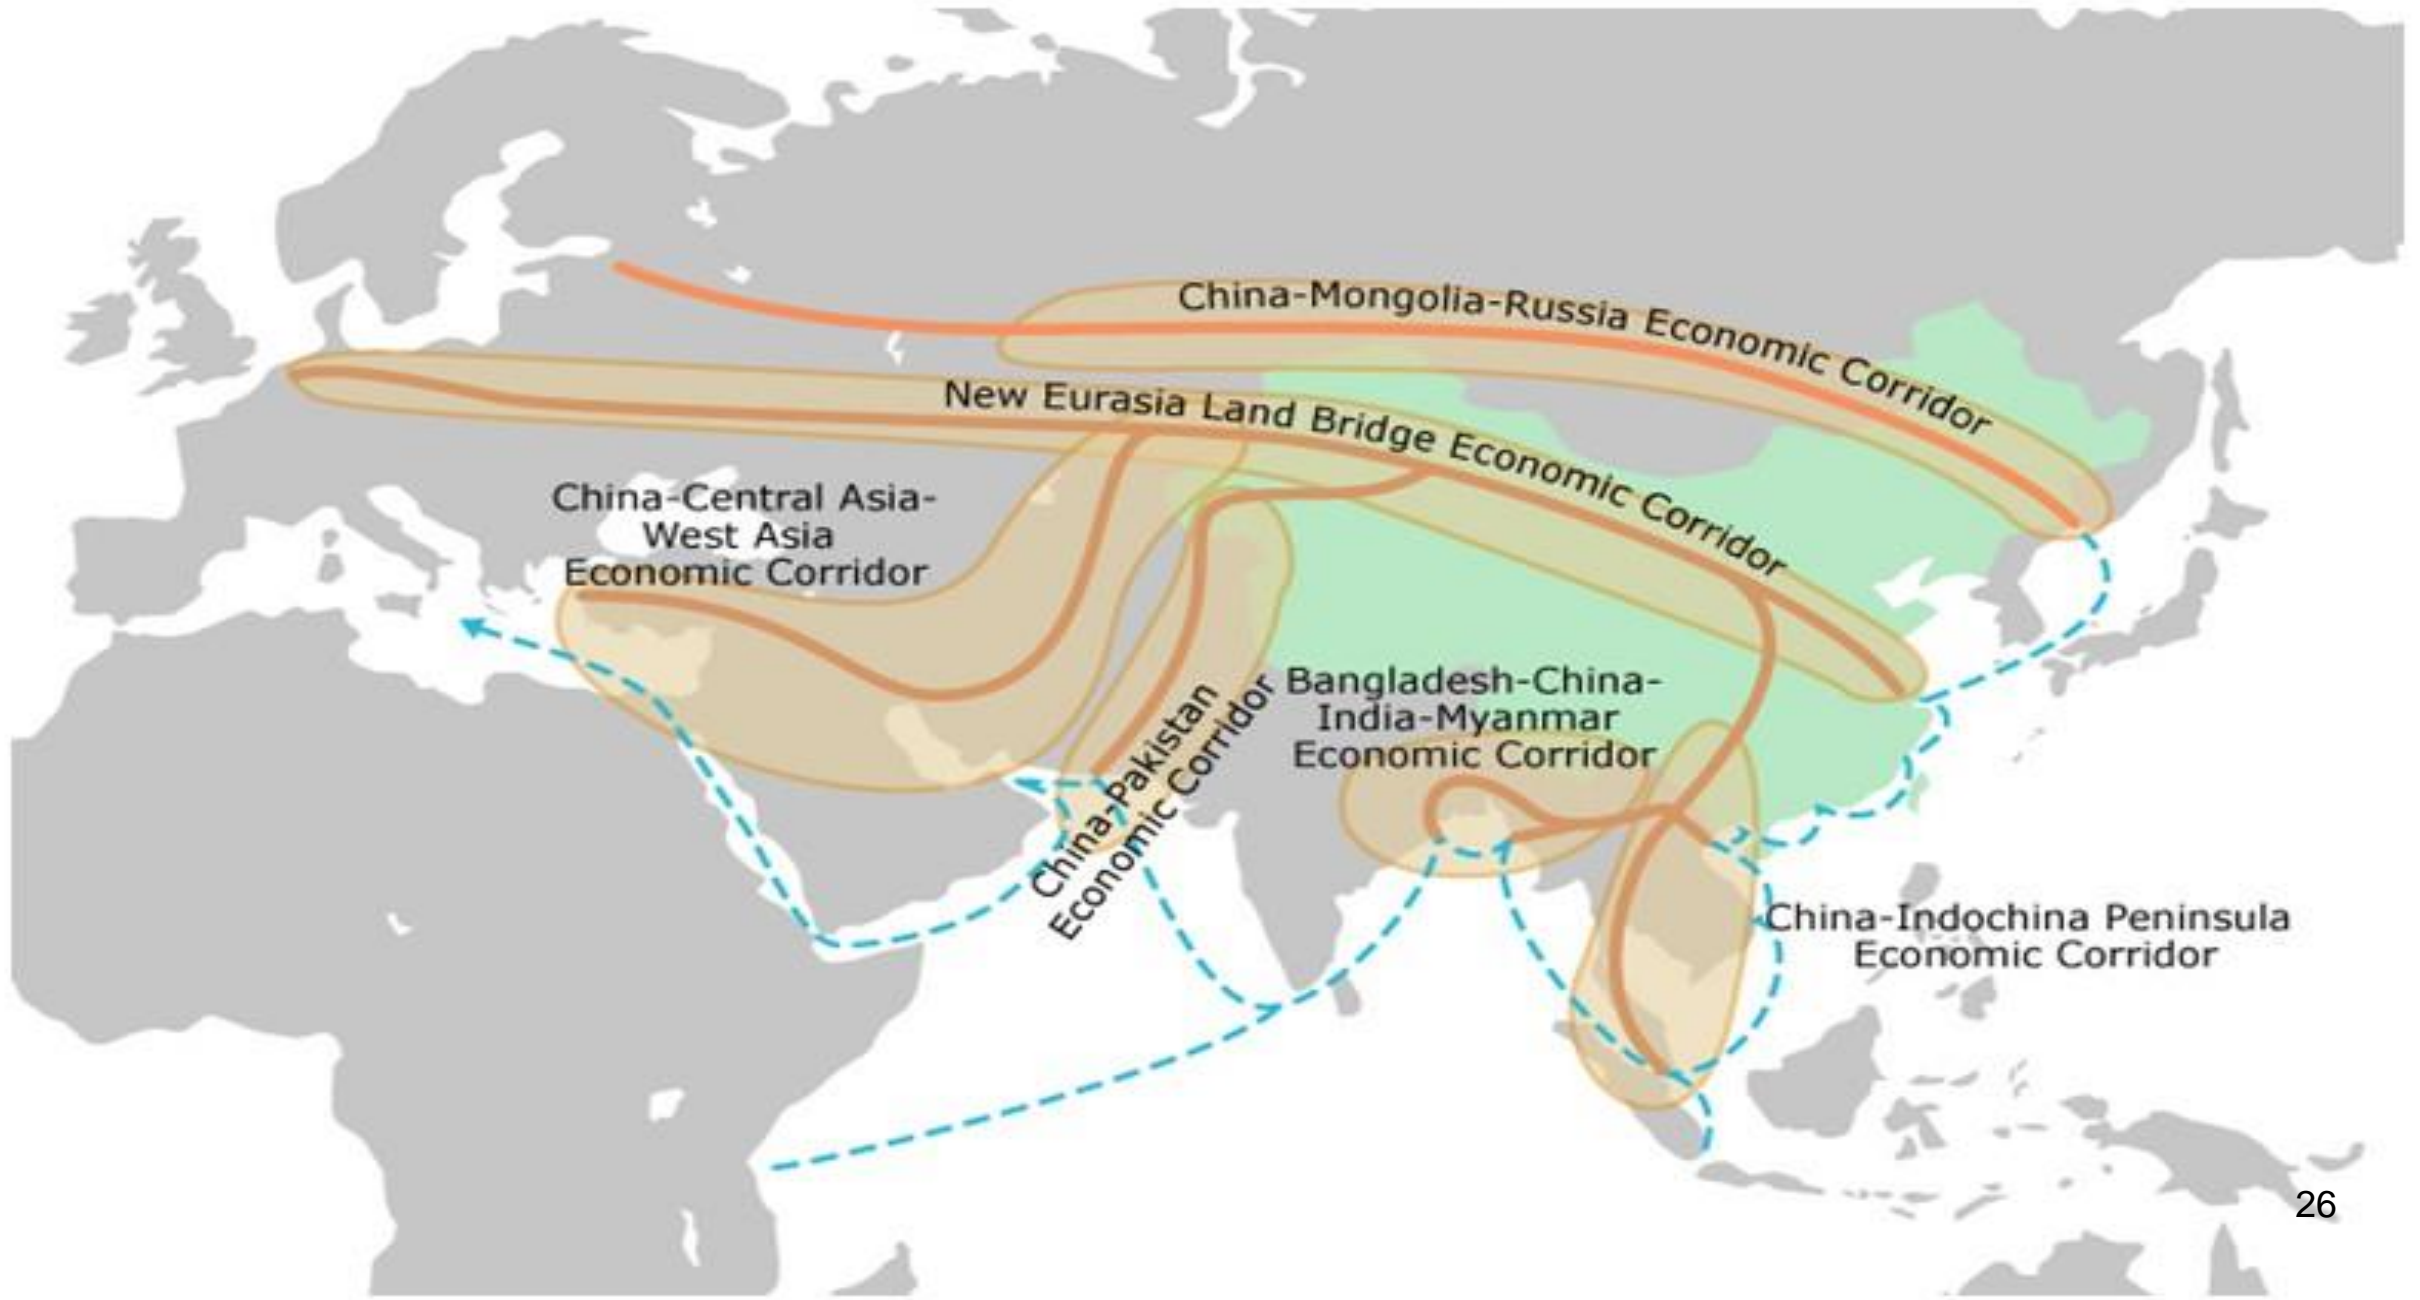 China-Mongolia-Russia Economic Corridor
New Eurasia Land Bridge Economic Corridor
China-Central Asia-
West Asia
Economic Corridor
China-Pakistan
Economic Corridor
Bangladesh-China-
India-Myanmar
Economic Corridor
China-Indochina Peninsula
Economic Corridor
26